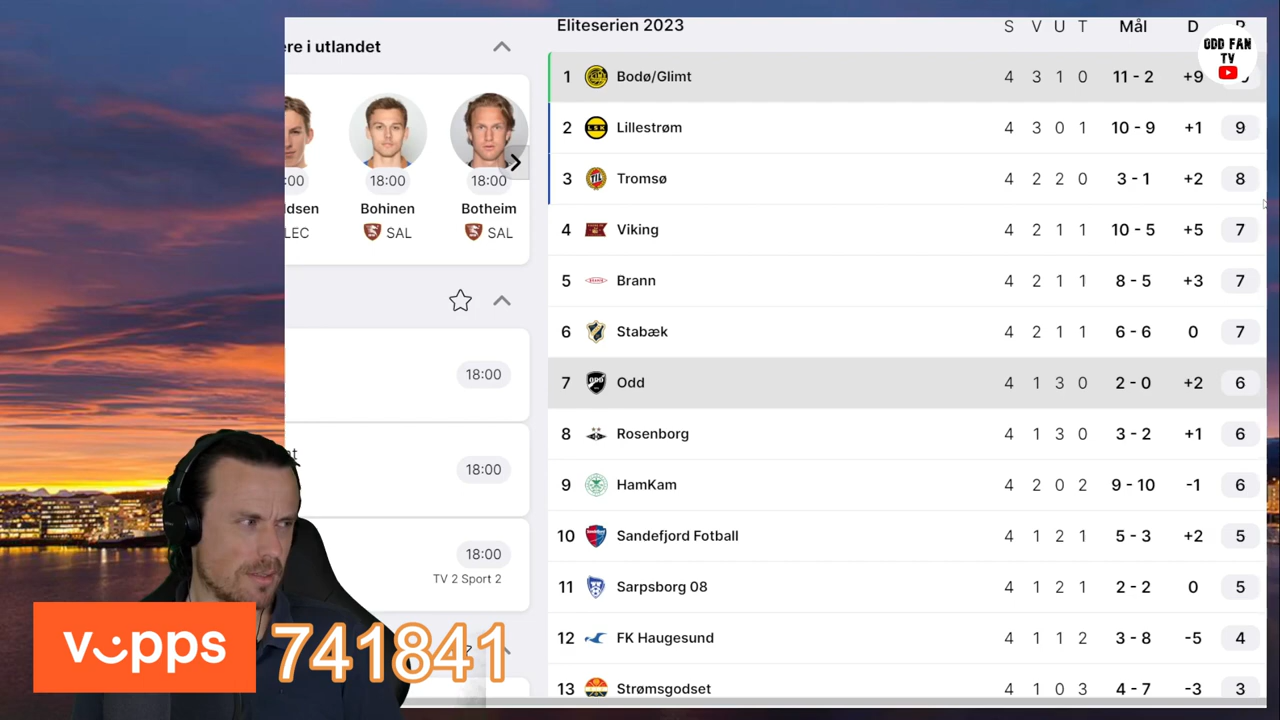 ere i utlandet
:00
18:00
18:00
ldsen
Bohinen
Botheim
LEC
SAL
SAL
18:00
18:00
18:00
TV 2 Sport 2
Eliteserien 2023
S V U T Mål D P
1 Bodø/Glimt 4 3 1 0 11 - 2 +9
2 LSK Lillestrøm 4 3 0 1 10 - 9 +1 9
3 TIL Tromsø 4 2 2 0 3 - 1 +2 8
4 Viking 4 2 1 1 10 - 5 +5 7
5 BRANN Brann 4 2 1 1 8 - 5 +3 7
6 Stabæk 4 2 1 1 6 - 6 0 7
7 ODD Odd 4 1 3 0 2 - 0 +2 6
8 Rosenborg 4 1 3 0 3 - 2 +1 6
9 HamKam 4 2 0 2 9 - 10 -1 6
10 Sandefjord Fotball 4 1 2 1 5 - 3 +2 5
11 Sarpsborg 08 4 1 2 1 2 - 2 0 5
12 FK Haugesund 4 1 1 2 3 - 8 -5 4
13 Strømsgodset 4 1 0 3 4 - 7 -3 3
ODD FAN
TV
vipps 741841